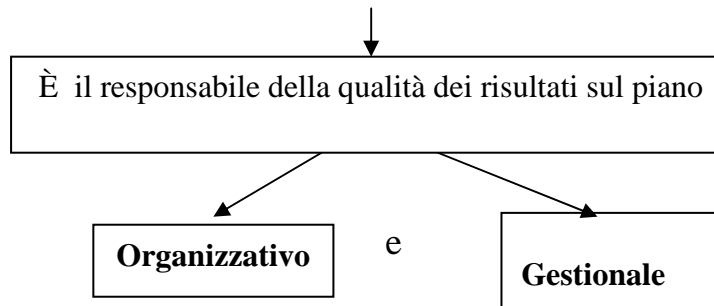 È il responsabile della qualità dei risultati sul piano
Organizzativo
e
Gestionale